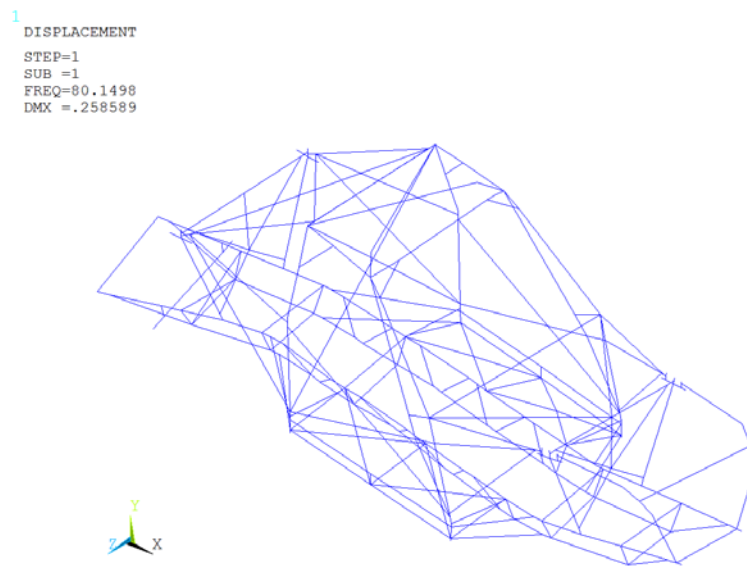 1
DISPLACEMENT
STEP=1
SUB =1
FREQ=80.1498
DMX =.258589
Y
Z X